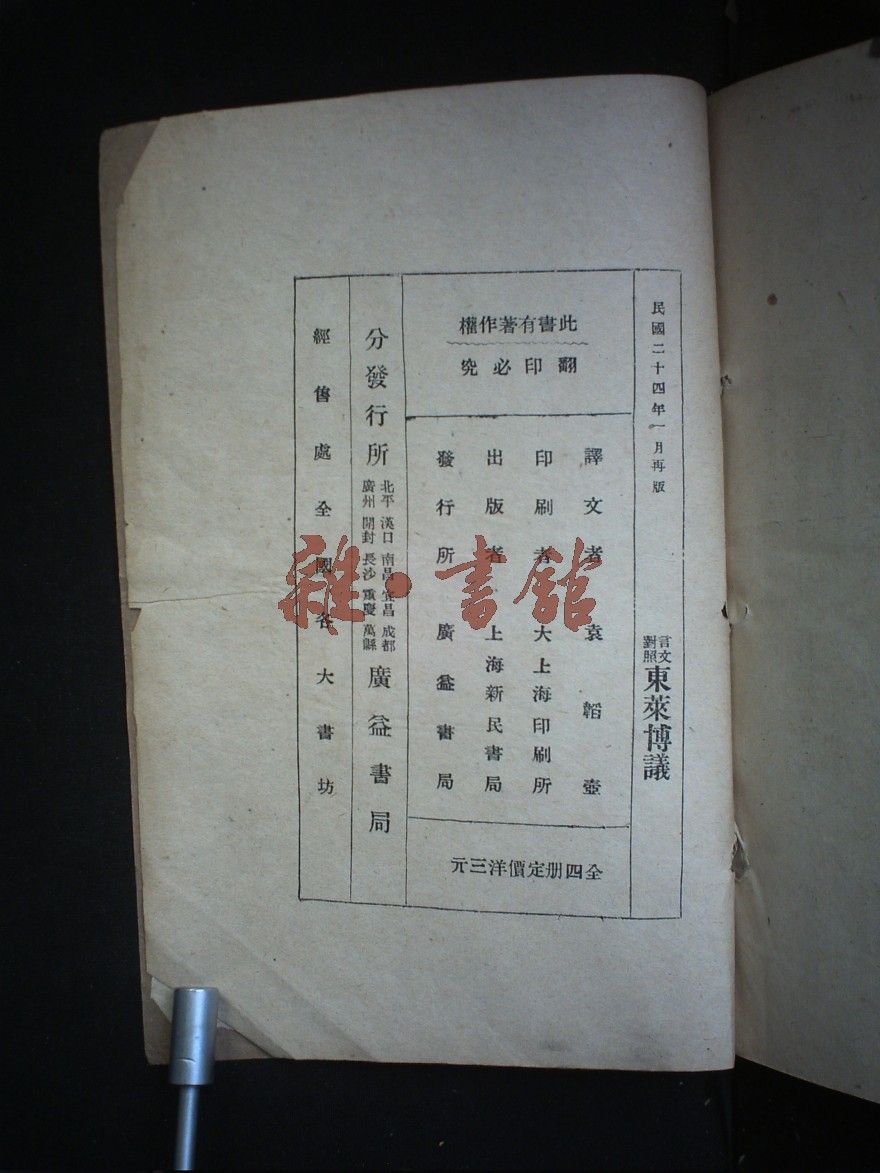 民國二十四年一月再版
言文
對照
東萊博議
此書有著作權
翻印必究
譯文者袁韜壺
印刷者大上海印刷所
出版者上海新民書局
發行所廣益書局
全四册定價洋三元
分發行所
北平 漢口 南昌 宜昌 成都
廣州 開封 長沙 重慶 萬縣
廣益書局
經售處全國各大書坊
雜·書館